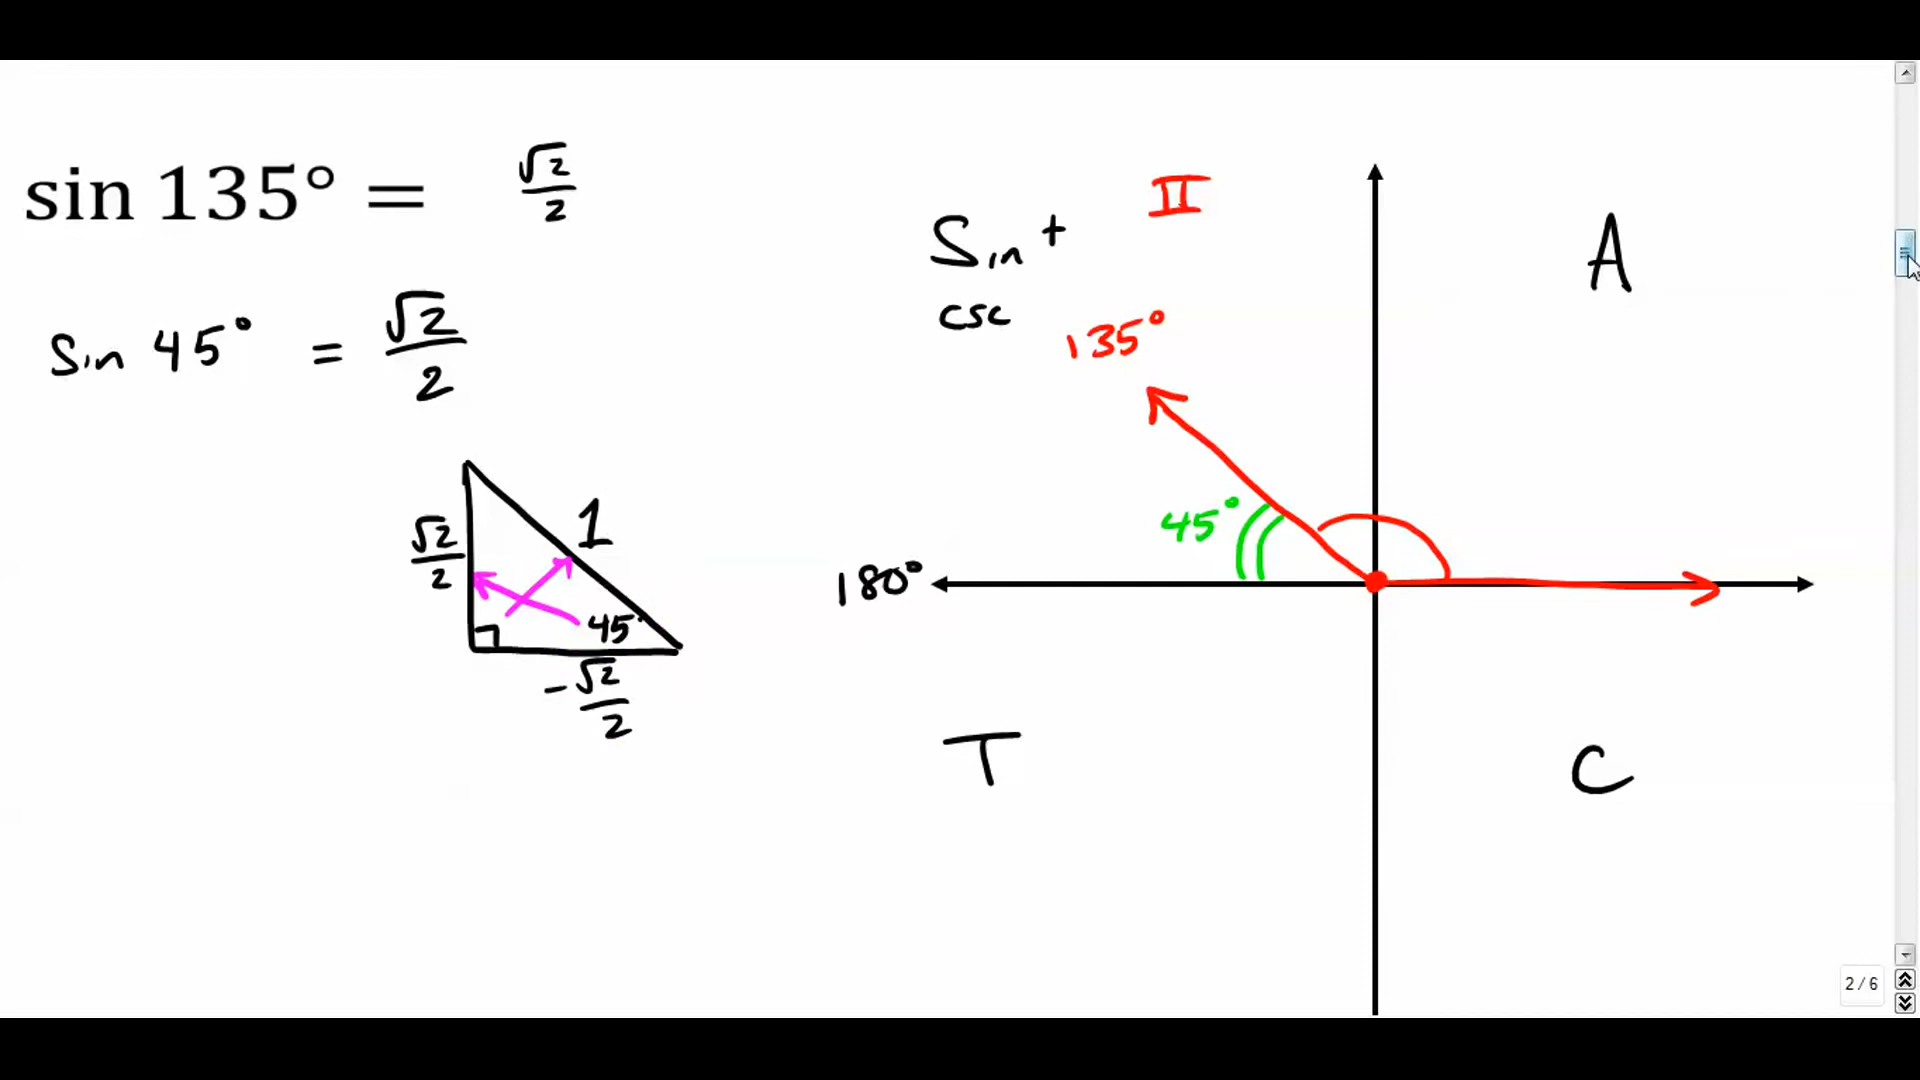 sin 135° = √2/2
sin 45° = √2/2
√2/2
1
45°
-√2/2
II
Sin +
csc
A
135°
45°
180°
T
C
2 / 6